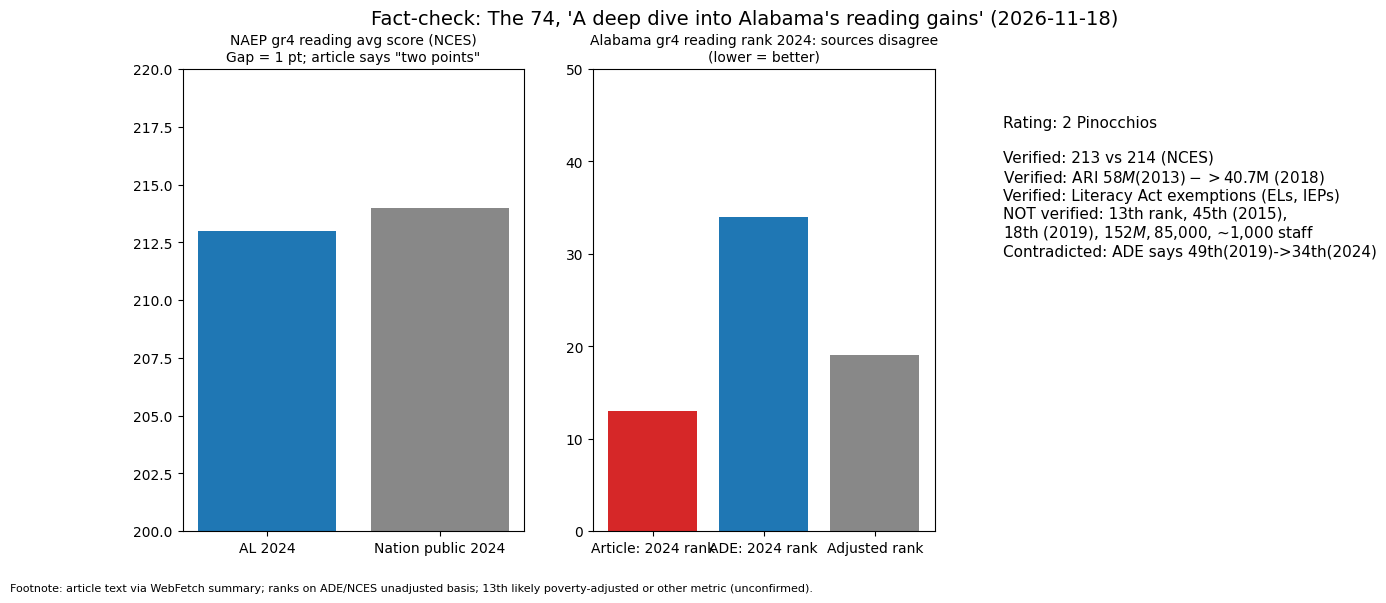 Fact-check: The 74, 'A deep dive into Alabama's reading gains' (2026-11-18)
NAEP gr4 reading avg score (NCES)
Gap = 1 pt; article says "two points"
220.0
217.5
215.0
212.5
210.0
207.5
205.0
202.5
200.0
AL 2024
Nation public 2024
Alabama gr4 reading rank 2024: sources disagree
(lower = better)
50
40
30
20
10
0
Article: 2024 rank
ADE: 2024 rank
Adjusted rank
Rating: 2 Pinocchios
Verified: 213 vs 214 (NCES)
Verified: ARI 58M(2013)− >40.7M (2018)
Verified: Literacy Act exemptions (ELs, IEPs)
NOT verified: 13th rank, 45th (2015),
18th (2019), 152M, 85,000, ~1,000 staff
Contradicted: ADE says 49th(2019)->34th(2024)
Footnote: article text via WebFetch summary; ranks on ADE/NCES unadjusted basis; 13th likely poverty-adjusted or other metric (unconfirmed).